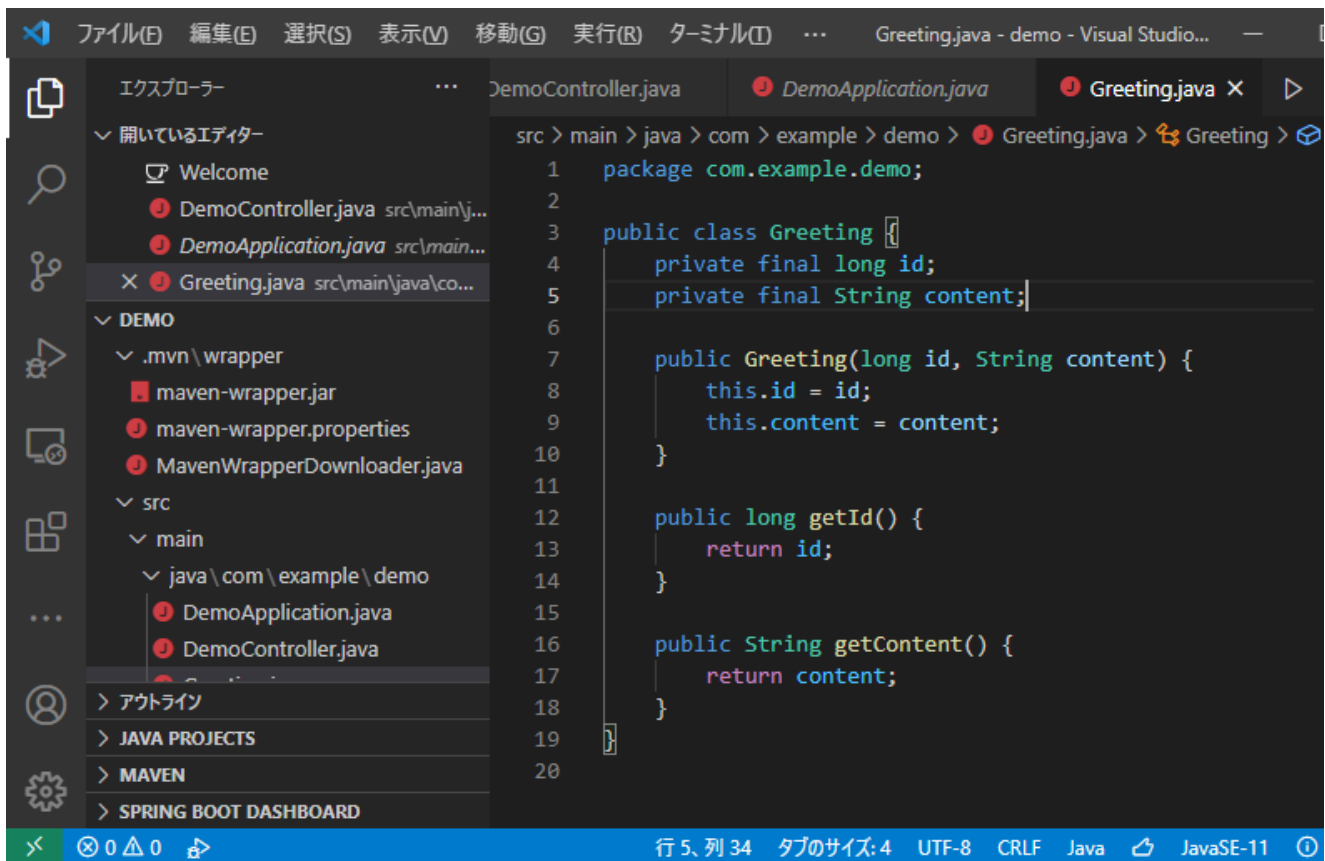 ファイル(F) 編集(E) 選択(S) 表示(V) 移動(G) 実行(R) ターミナル(T) ··· Greeting.java - demo - Visual Studio...
エクスプローラー ···
開いているエディター
Welcome
DemoController.java src\main\j...
DemoApplication.java src\main...
Greeting.java src\main\java\co...
DEMO
.mvn\wrapper
maven-wrapper.jar
maven-wrapper.properties
MavenWrapperDownloader.java
src
main
java\com\example\demo
DemoApplication.java
DemoController.java
アウトライン
JAVA PROJECTS
MAVEN
SPRING BOOT DASHBOARD
DemoController.java DemoApplication.java Greeting.java
src > main > java > com > example > demo > Greeting.java > Greeting >
1 package com.example.demo;
2
3 public class Greeting {
4 private final long id;
5 private final String content;
6
7 public Greeting(long id, String content) {
8 this.id = id;
9 this.content = content;
10 }
11
12 public long getId() {
13 return id;
14 }
15
16 public String getContent() {
17 return content;
18 }
19 }
20
0 0 行 5、列 34 タブのサイズ: 4 UTF-8 CRLF Java JavaSE-11